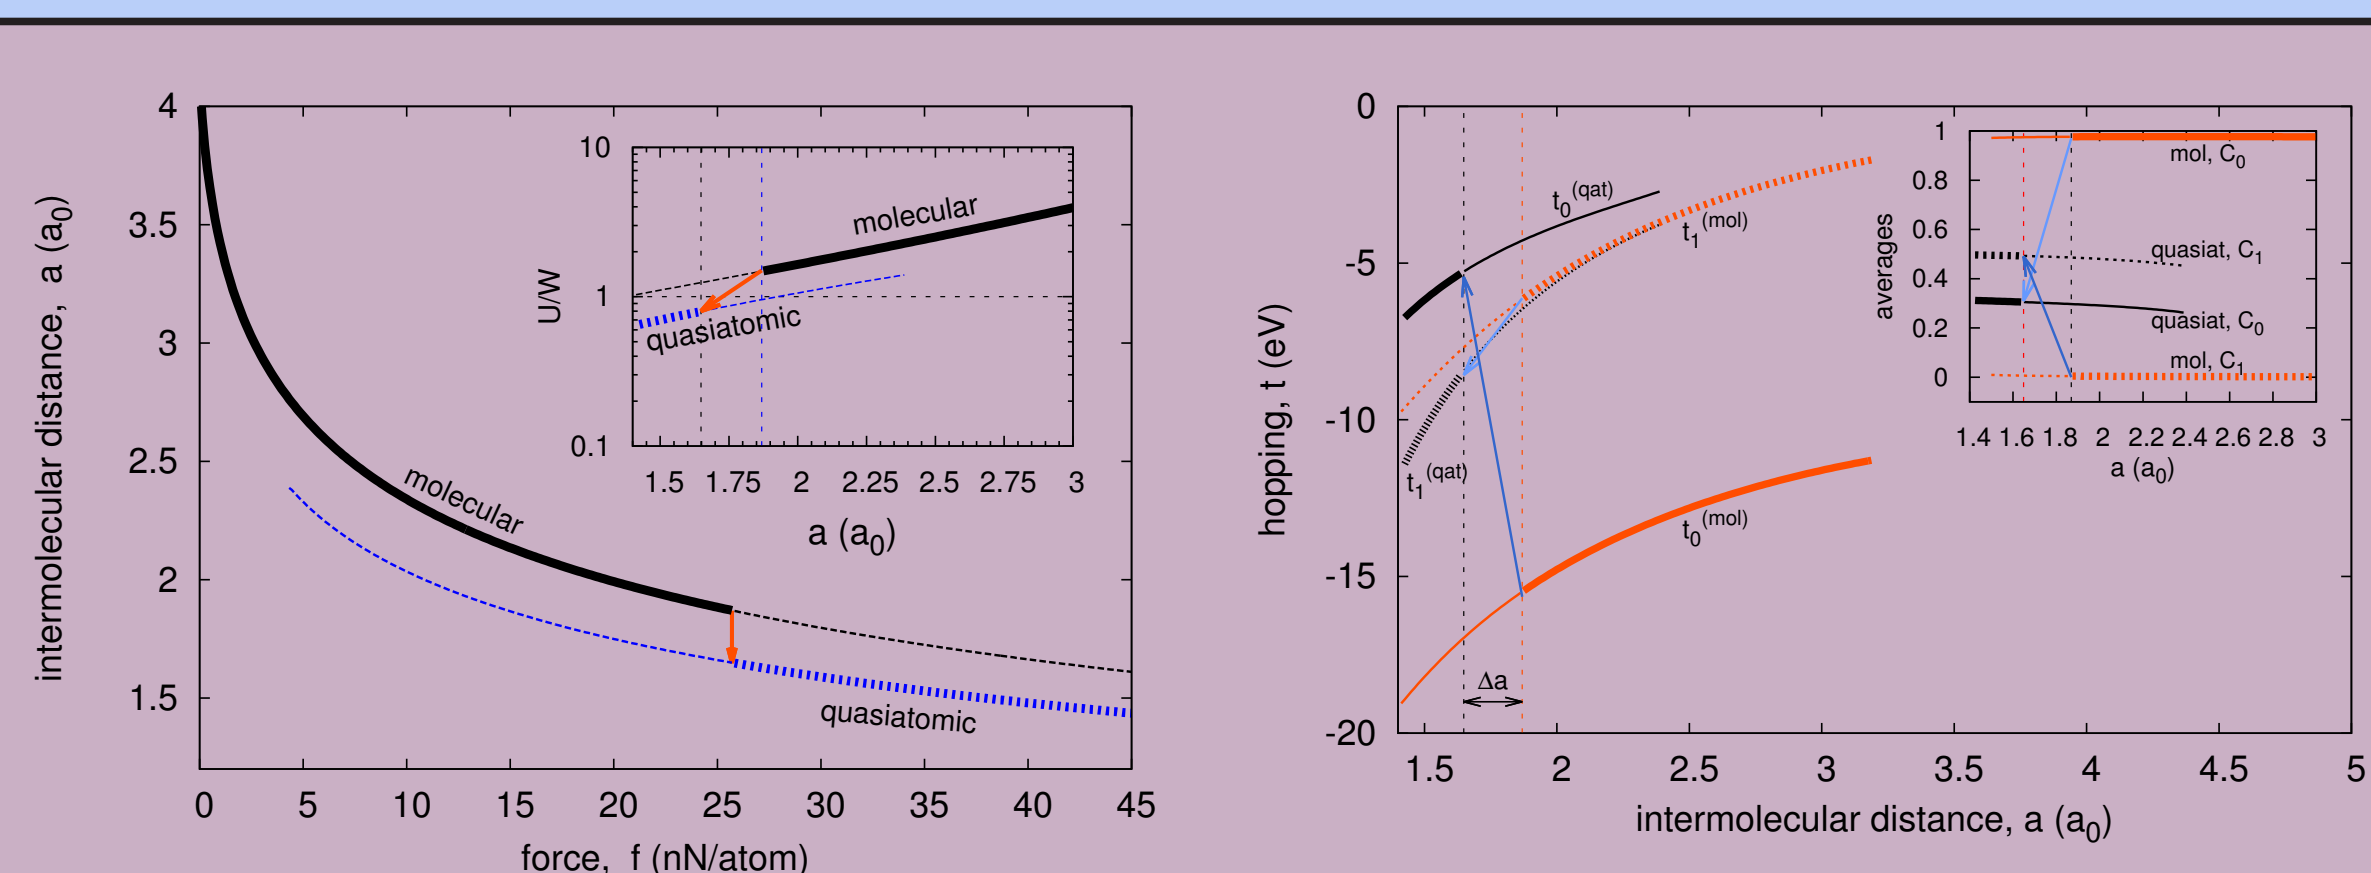 4
3.5
3
2.5
2
1.5
intermolecular distance, a (a0)
0 5 10 15 20 25 30 35 40 45
force, f (nN/atom)
molecular
quasiatomic
10
1
0.1
U/W
molecular
quasiatomic
1.5 1.75 2 2.25 2.5 2.75 3
a (a0)
0
-5
-10
-15
-20
hopping, t (eV)
t0(qat)
t1(mol)
t1(qat)
t0(mol)
Δa
1.5 2 2.5 3 3.5 4 4.5 5
intermolecular distance, a (a0)
1
0.8
0.6
0.4
0.2
0
averages
mol, C0
quasiat, C1
quasiat, C0
mol, C1
1.4 1.6 1.8 2 2.2 2.4 2.6 2.8 3
a (a0)